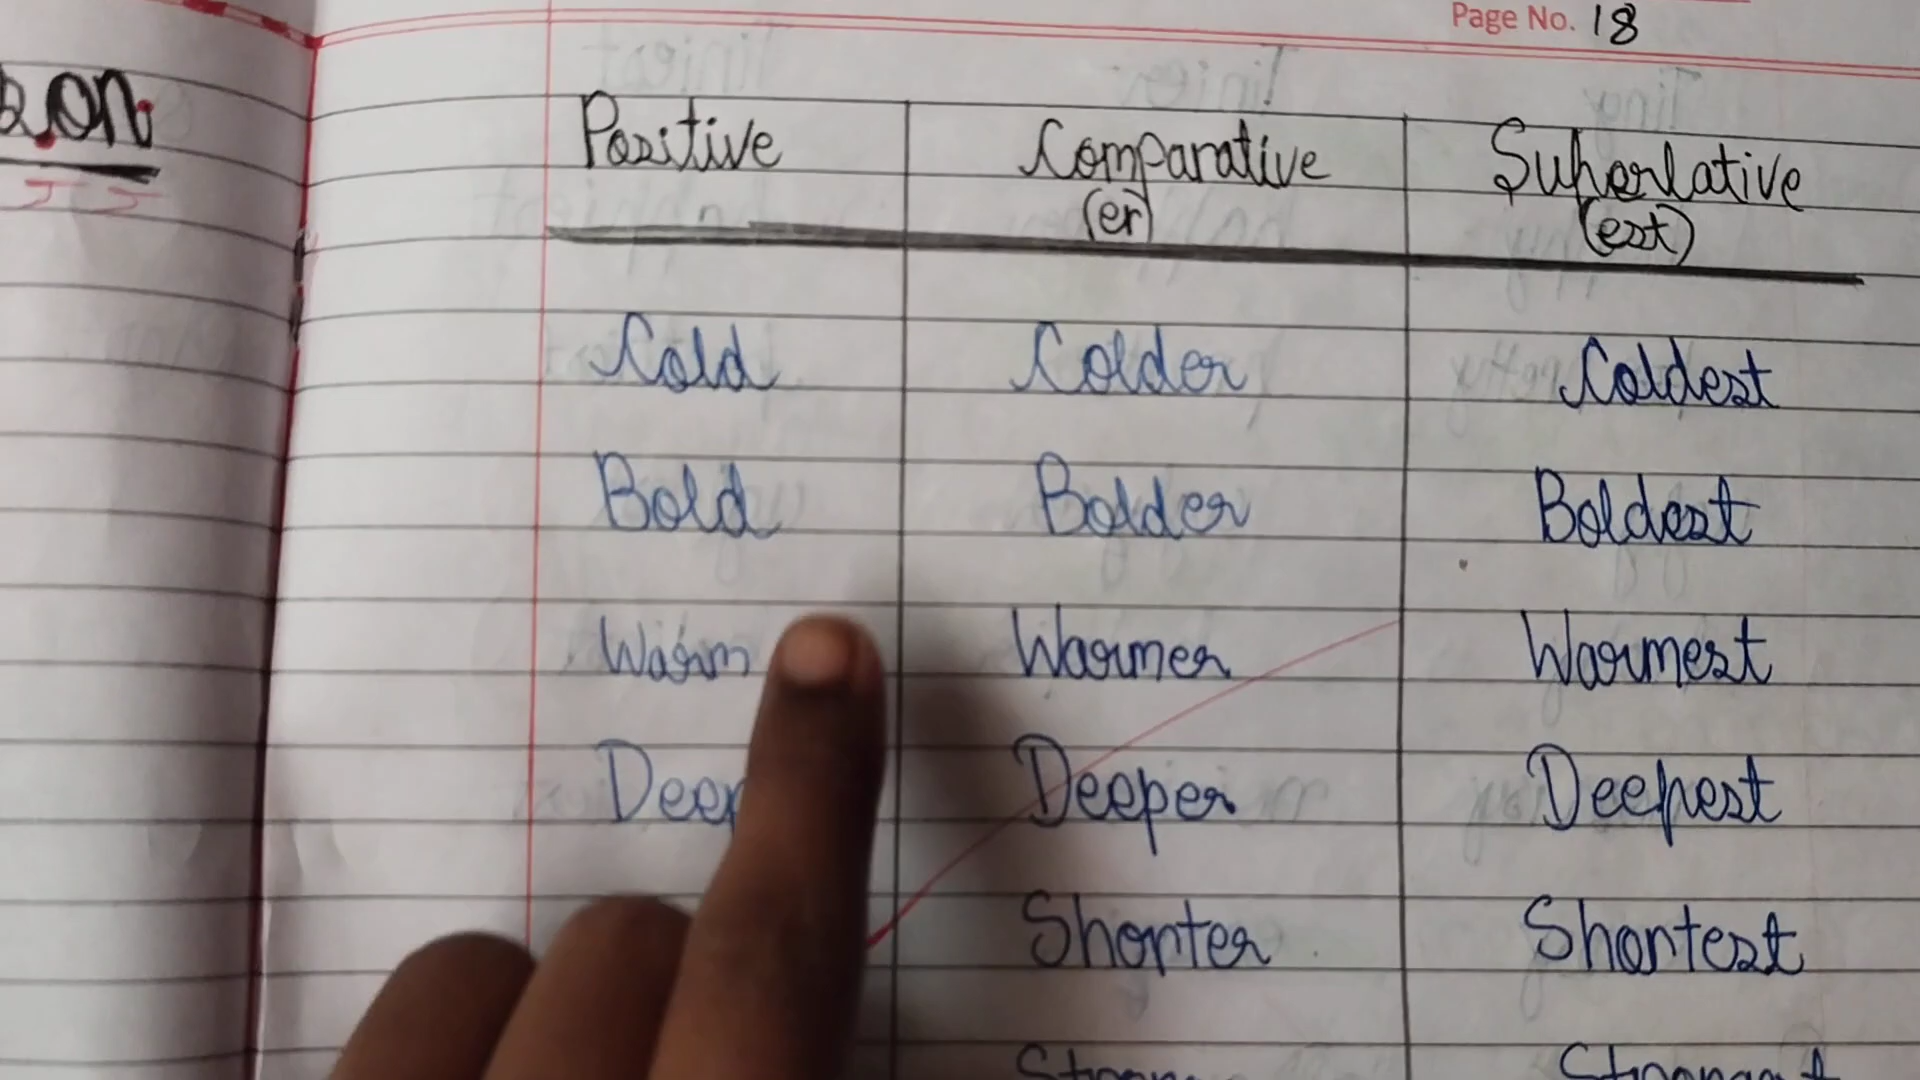 Page No. 18
on.
Positive Comparative Superlative
(er) (est)
Cold Colder Coldest
Bold Bolder Boldest
Warm Warmer Warmest
Deep Deeper Deepest
Shorter Shortest